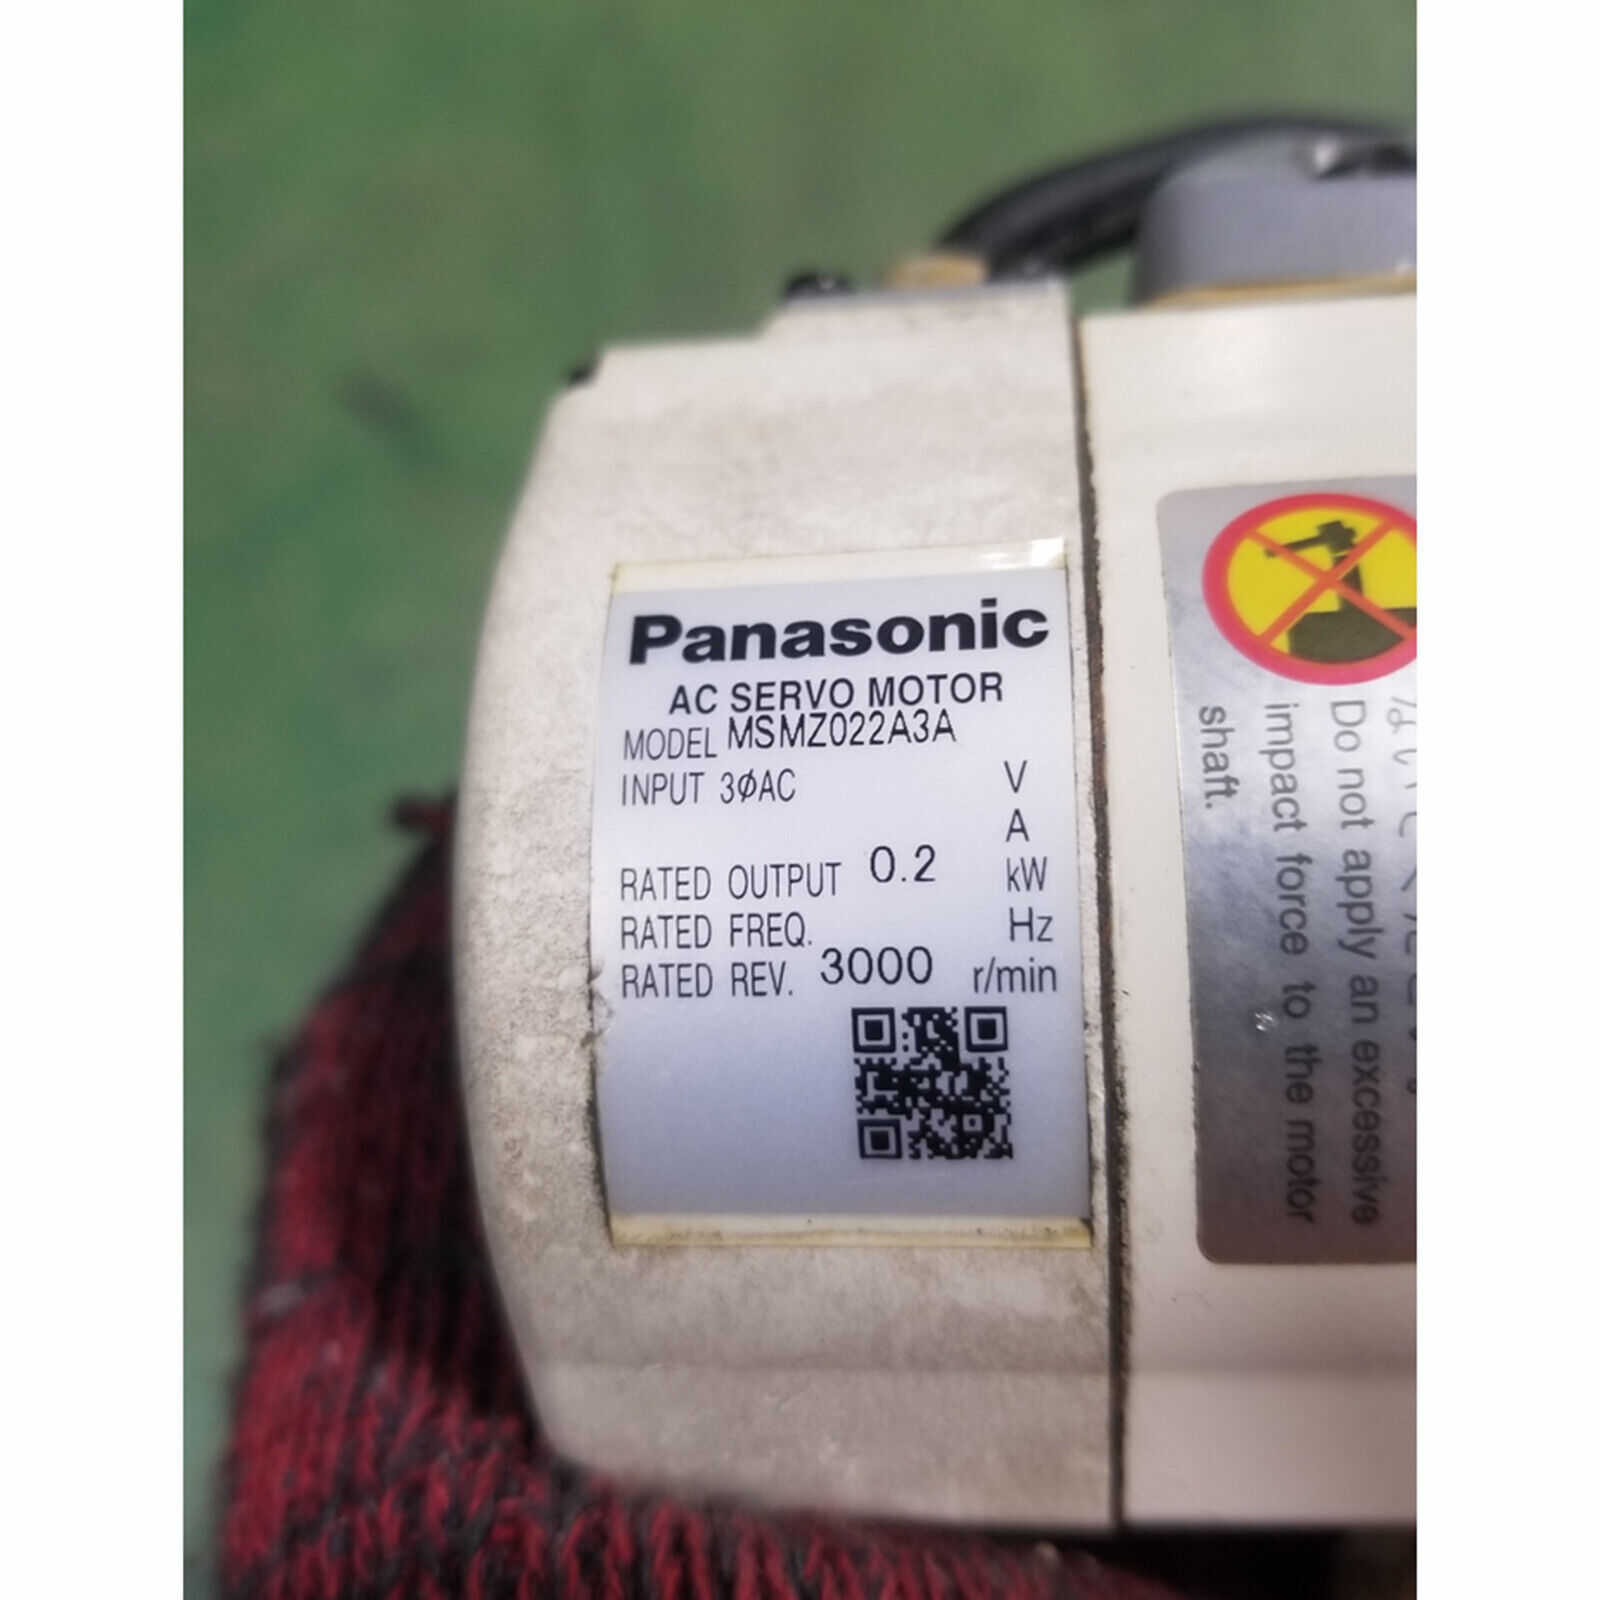 Panasonic
AC SERVO MOTOR
MODEL MSMZ022A3A
INPUT 3φAC V
A
RATED OUTPUT 0.2 kW
RATED FREQ. Hz
RATED REV. 3000 r/min
Do not apply an excessive
impact force to the motor
shaft.